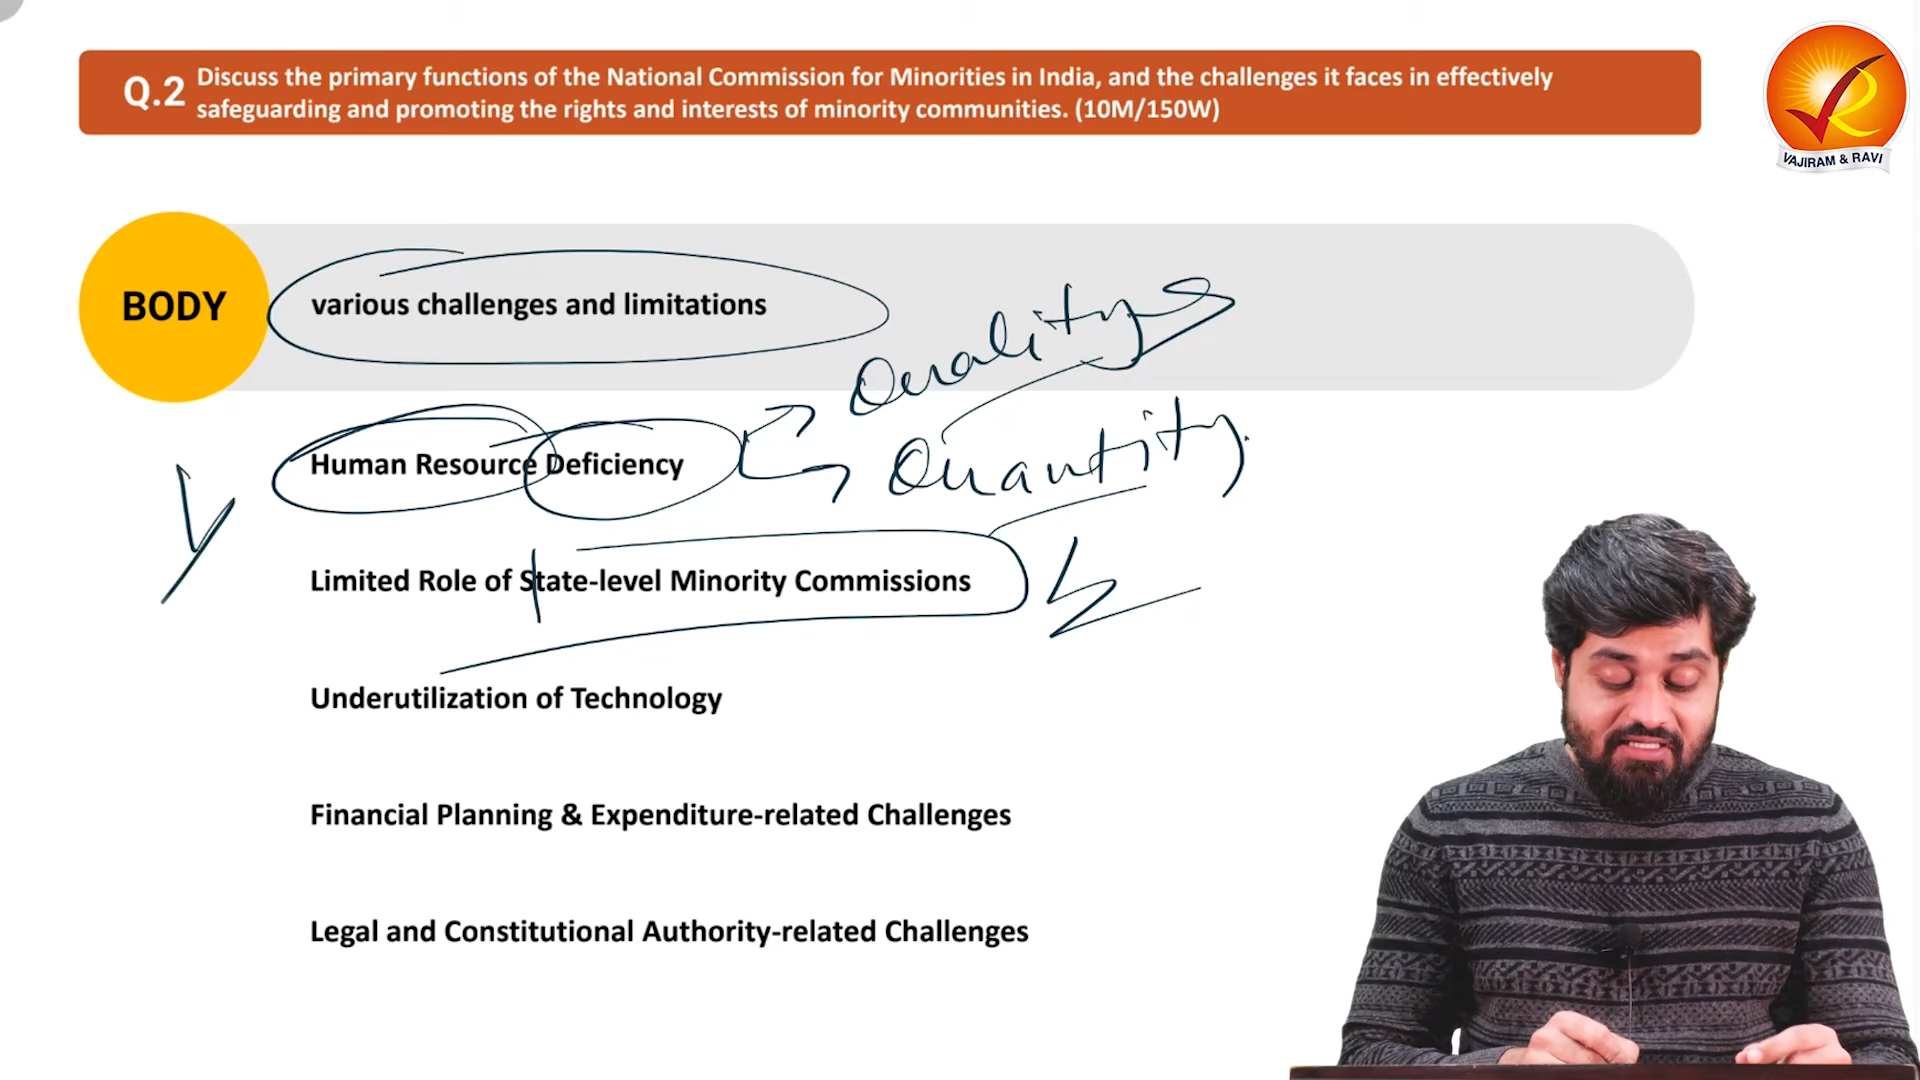 Q.2 Discuss the primary functions of the National Commission for Minorities in India, and the challenges it faces in effectively
safeguarding and promoting the rights and interests of minority communities. (10M/150W)
VAJIRAM & RAVI
BODY
various challenges and limitations
Quality
Human Resource Deficiency
Quantity
Limited Role of State-level Minority Commissions
Underutilization of Technology
Financial Planning & Expenditure-related Challenges
Legal and Constitutional Authority-related Challenges